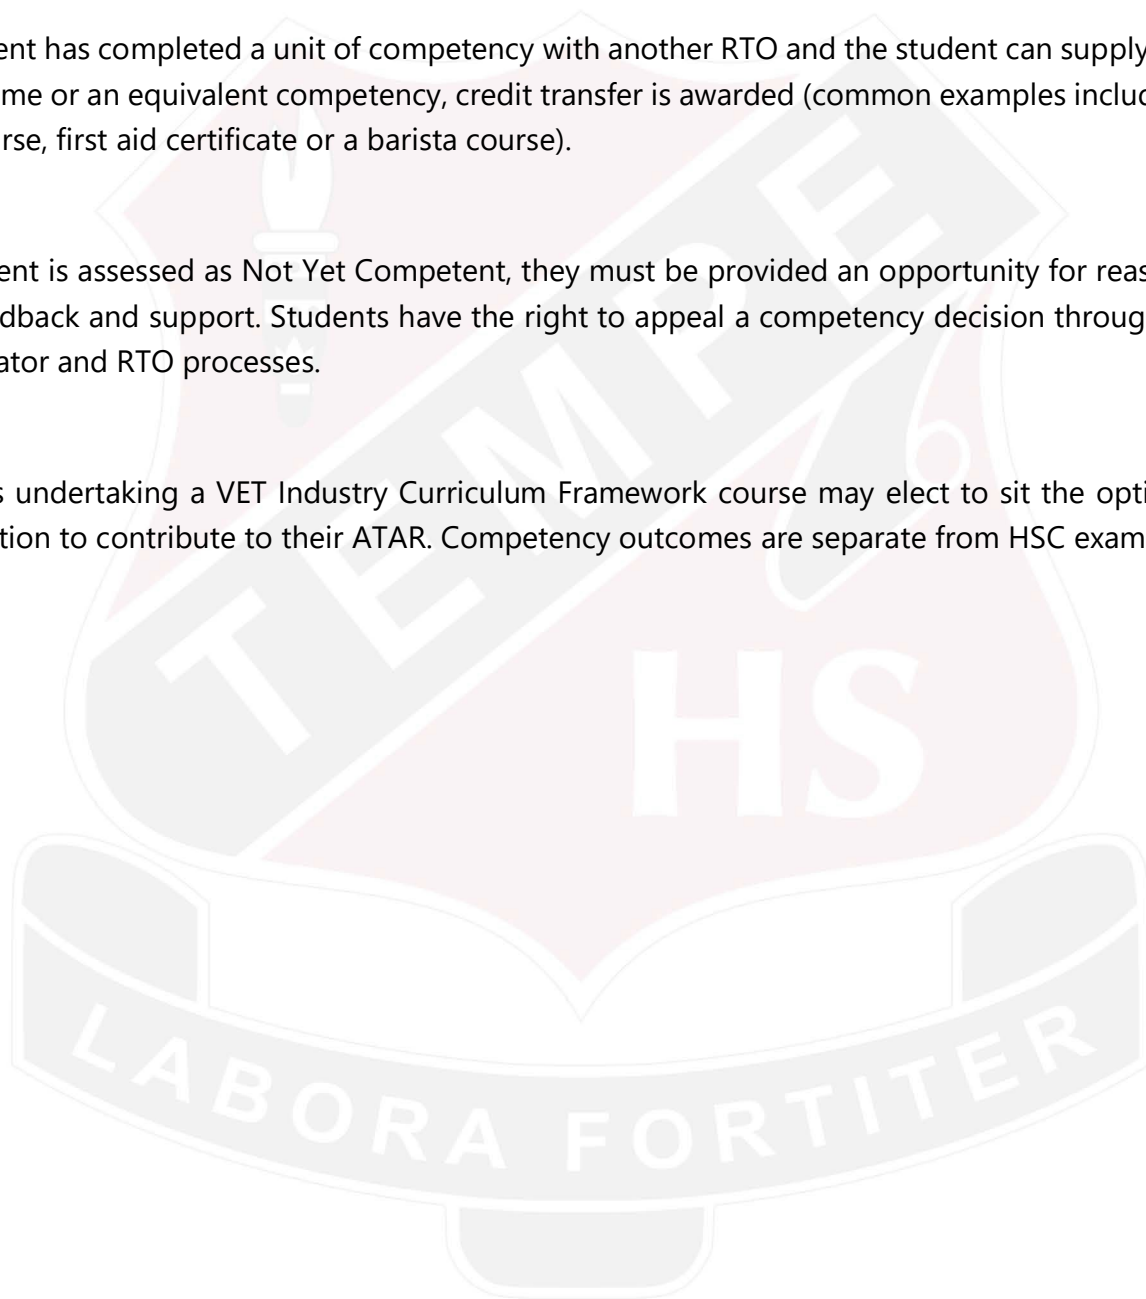 ent has completed a unit of competency with another RTO and the student can supply
me or an equivalent competency, credit transfer is awarded (common examples includ
rse, first aid certificate or a barista course).
ent is assessed as Not Yet Competent, they must be provided an opportunity for reas
dback and support. Students have the right to appeal a competency decision throug
ator and RTO processes.
s undertaking a VET Industry Curriculum Framework course may elect to sit the opti
tion to contribute to their ATAR. Competency outcomes are separate from HSC exam
TEMPE
HS
LABORA FORTITER